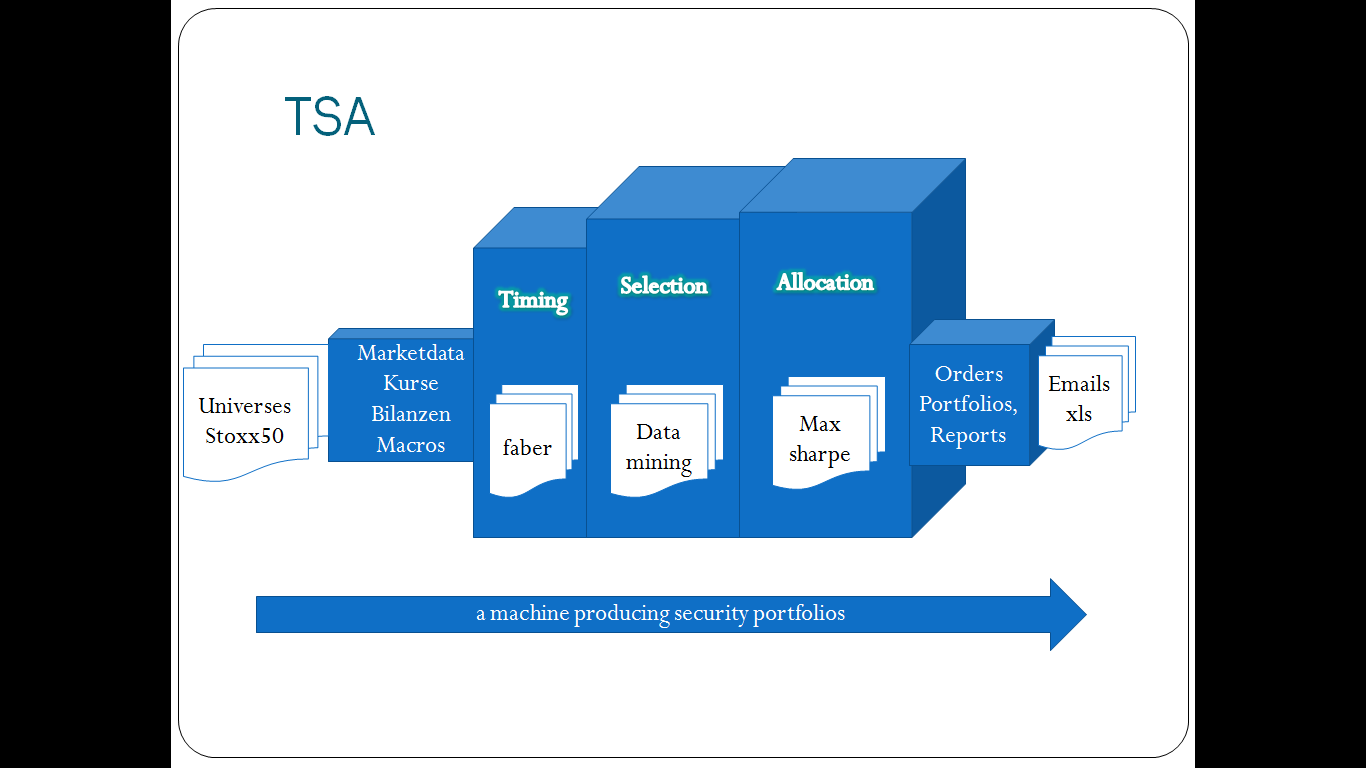 TSA
Universes
Stoxx50
Marketdata
Kurse
Bilanzen
Macros
Timing
faber
Selection
Data
mining
Allocation
Max
sharpe
Orders
Portfolios,
Reports
Emails
xls
a machine producing security portfolios